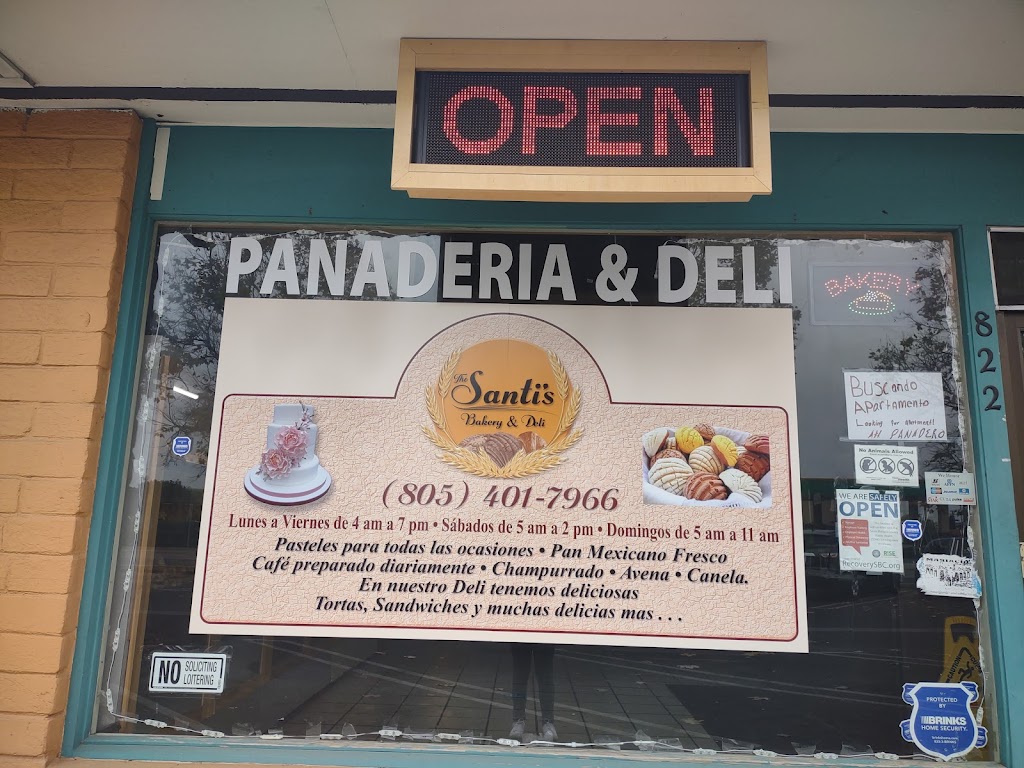 OPEN
PANADERIA & DELI
BAKERY
822
The
Santi's
Bakery & Deli
(805) 401-7966
Lunes a Viernes de 4 am a 7 pm • Sábados de 5 am a 2 pm • Domingos de 5 am a 11 am
Pasteles para todas las ocasiones • Pan Mexicano Fresco
Café preparado diariamente • Champurrado • Avena • Canela.
En nuestro Deli tenemos deliciosas
Tortas, Sandwiches y muchas delicias mas . . .
BUSCando
APartamento
Looking for
PANADERO
No Animals Allowed
WE ARE SAFELY
OPEN
RecoverySBC.org
NO SOLICITING
LOITERING
PROTECTED
BY
BRINKS
HOME SECURITY